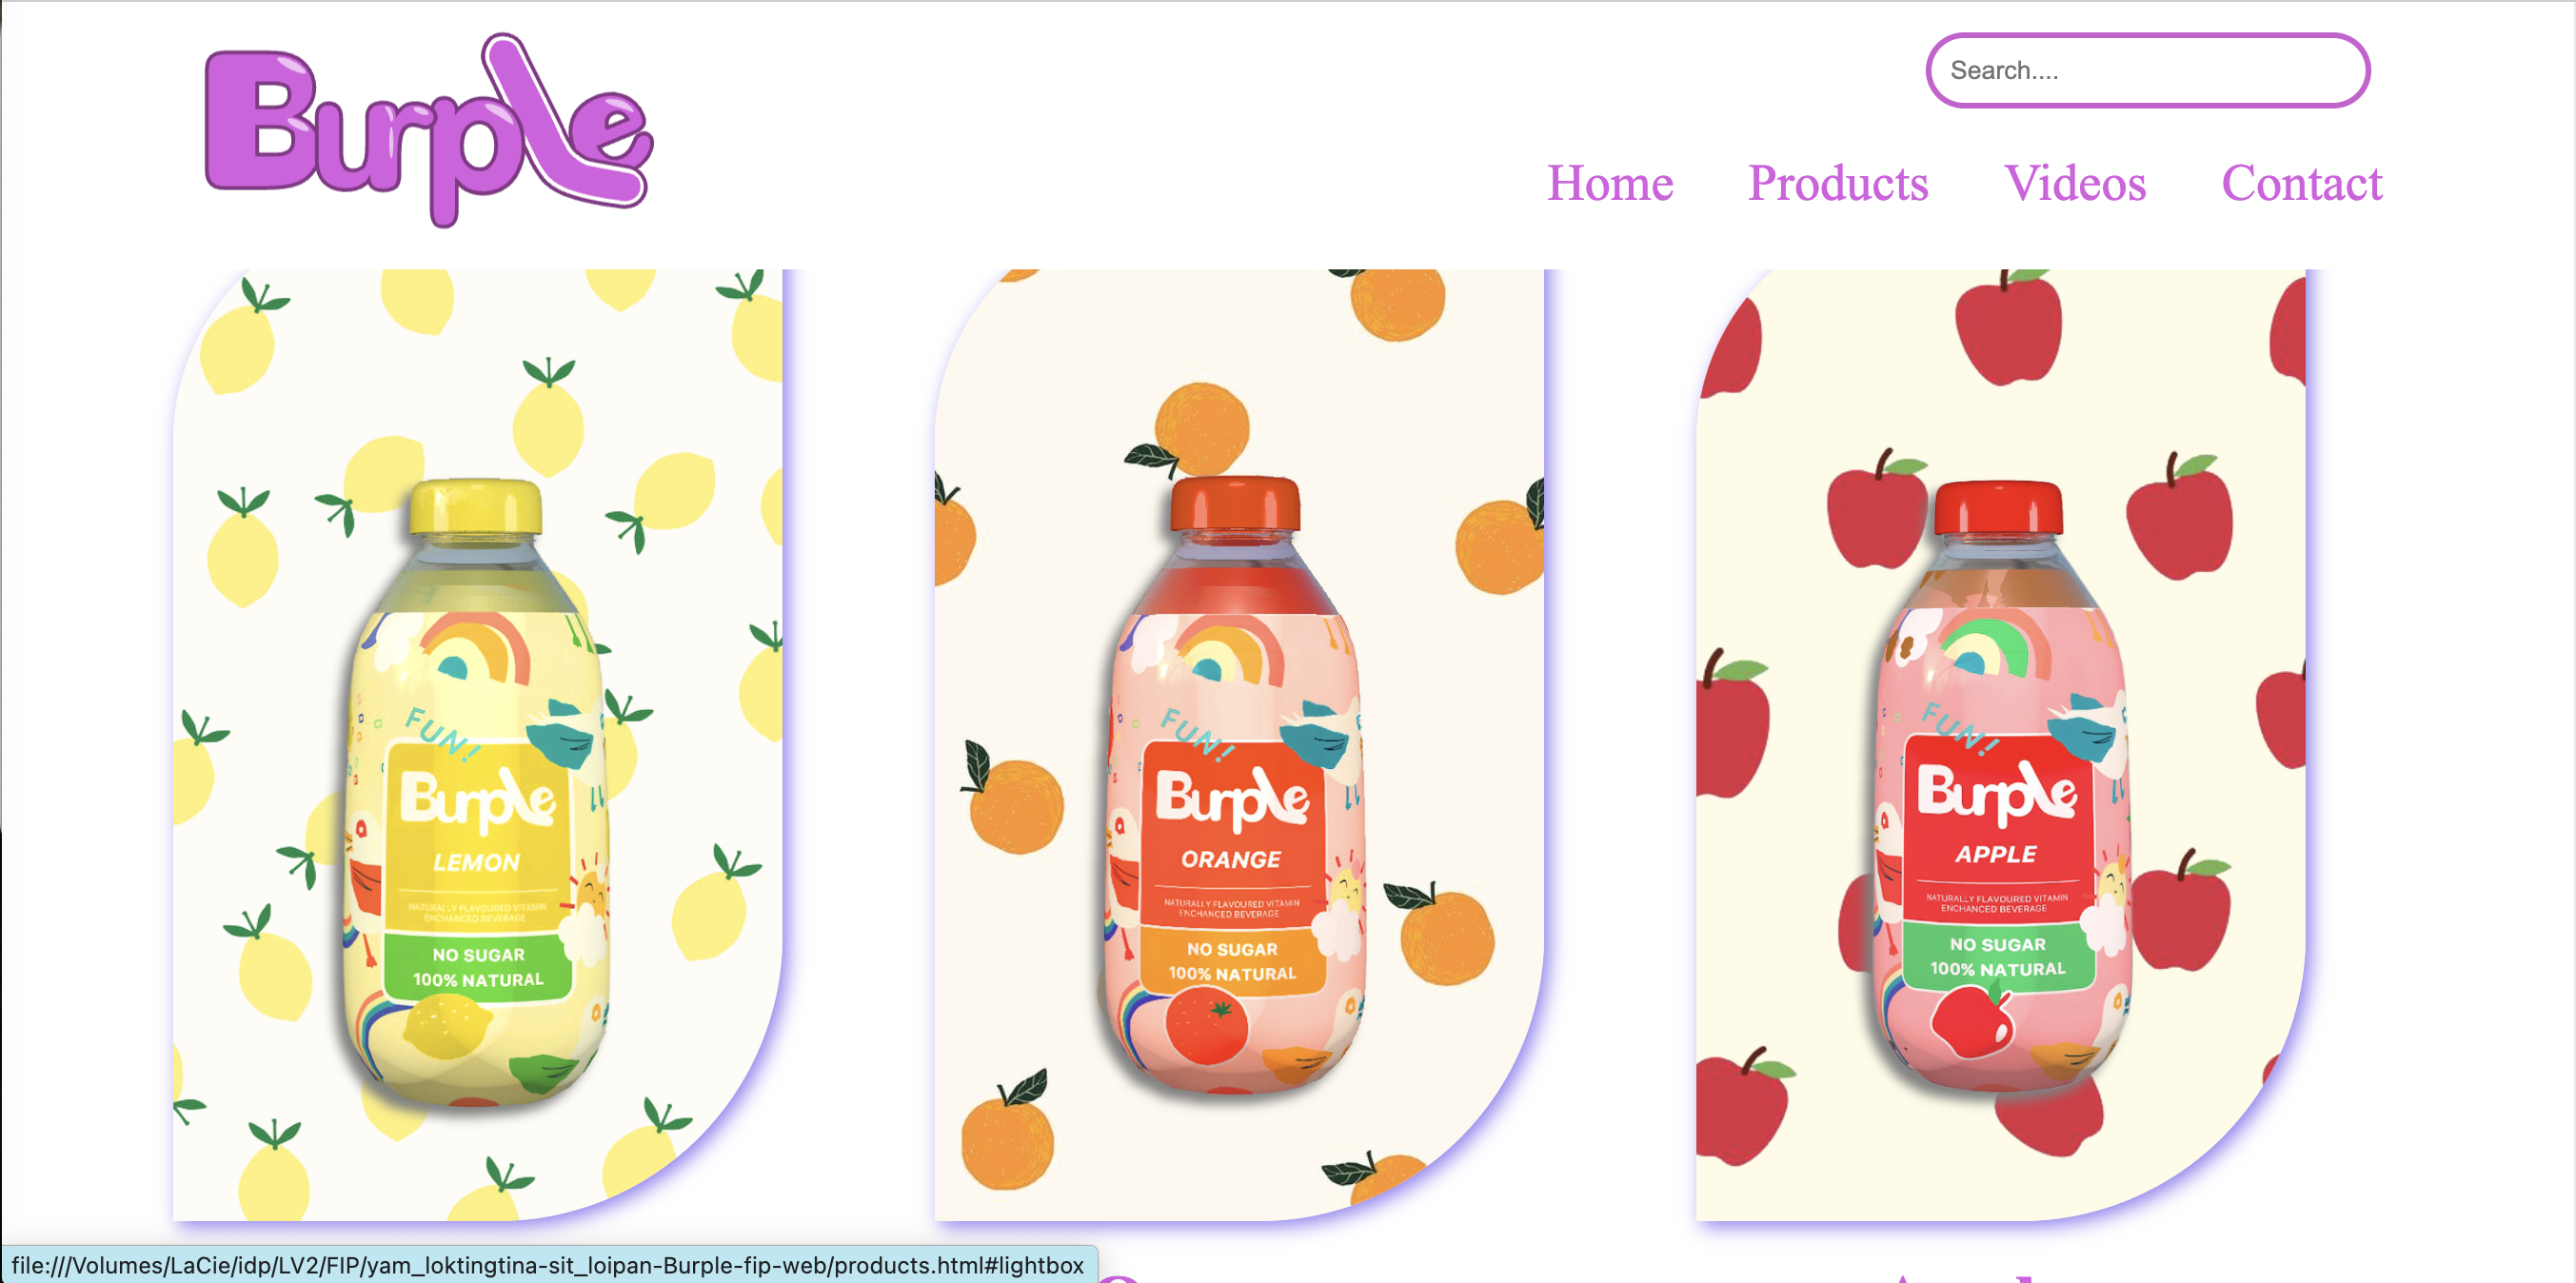 Burple
Search....
Home Products Videos Contact
FUN!
Burple
LEMON
NATURALLY FLAVOURED VITAMIN
ENCHANCED BEVERAGE
NO SUGAR
100% NATURAL
FUN!
Burple
ORANGE
NATURALLY FLAVOURED VITAMIN
ENCHANCED BEVERAGE
NO SUGAR
100% NATURAL
FUN!
Burple
APPLE
NATURALLY FLAVOURED VITAMIN
ENCHANCED BEVERAGE
NO SUGAR
100% NATURAL
file:///Volumes/LaCie/idp/LV2/FIP/yam_loktingtina-sit_loipan-Burple-fip-web/products.html#lightbox